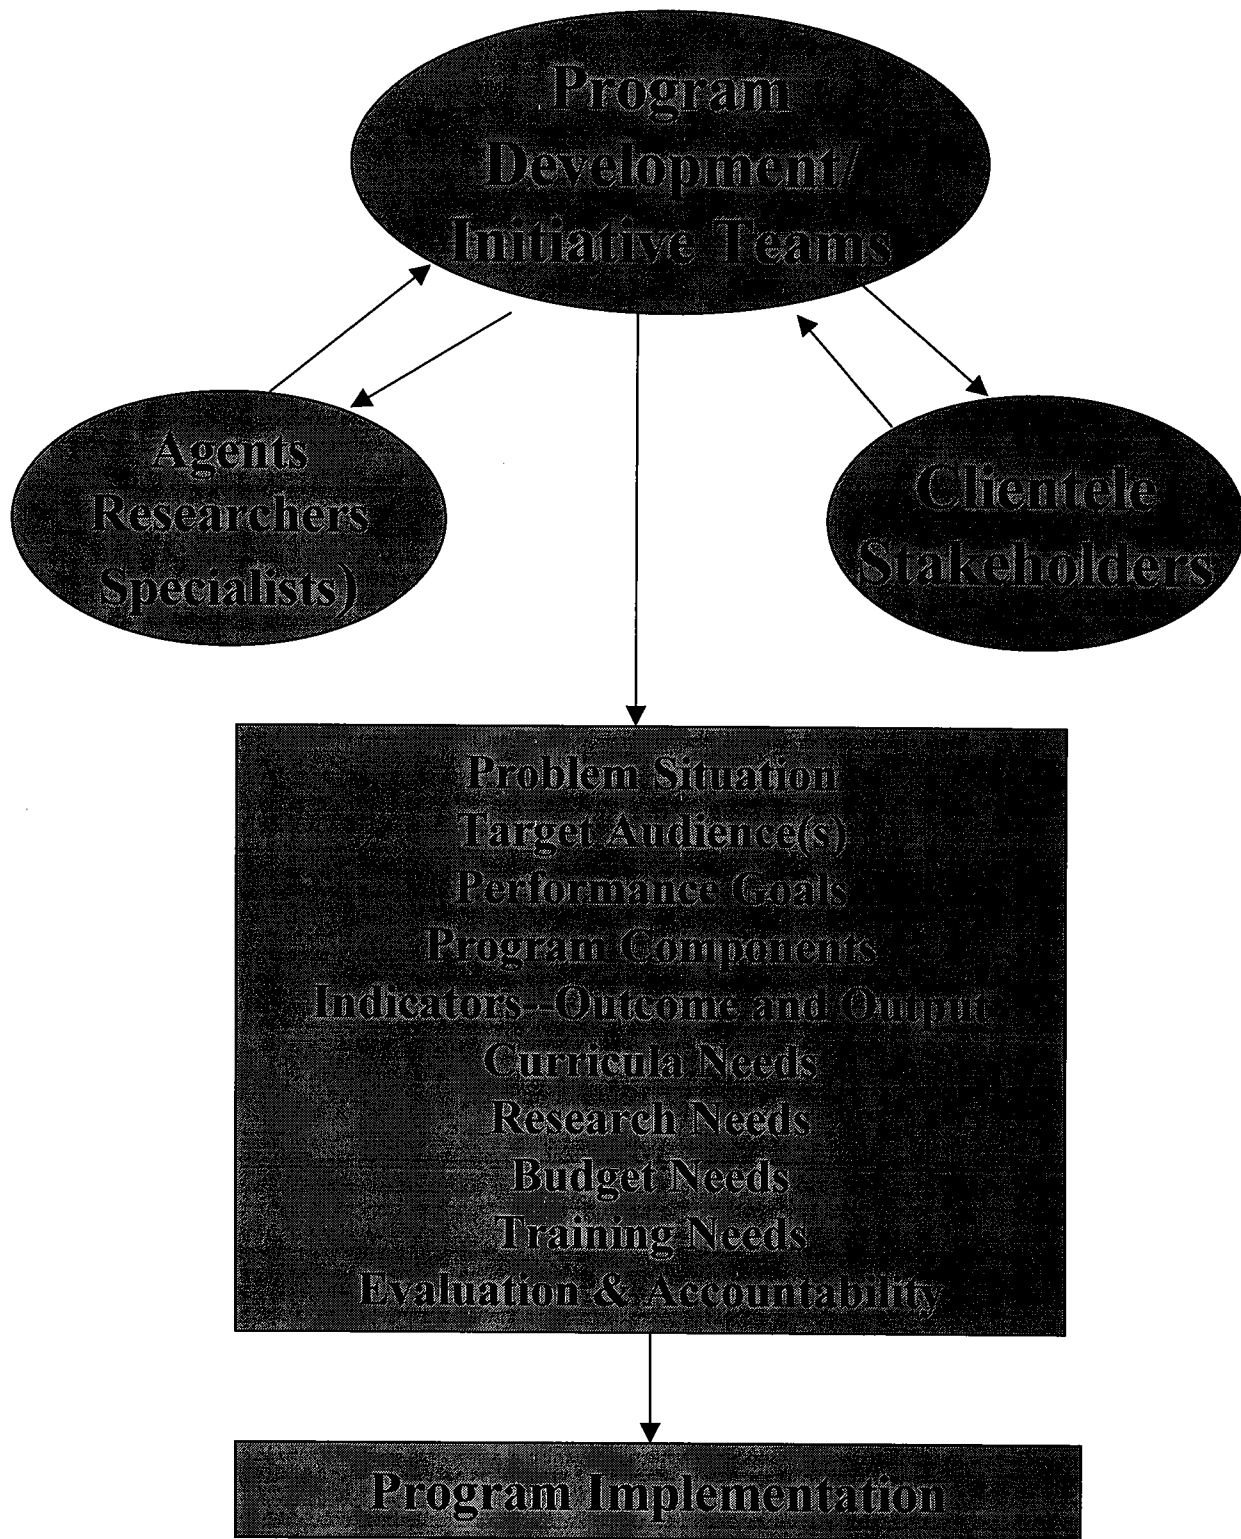 Program
Development/
Initiative Teams
Agents
Researchers
Specialists)
Clientele
Stakeholders
Problem Situation
Target Audience(s)
Performance Goals
Program Components
Indicators--Outcome and Output
Curricula Needs
Research Needs
Budget Needs
Training Needs
Evaluation & Accountability
Program Implementation